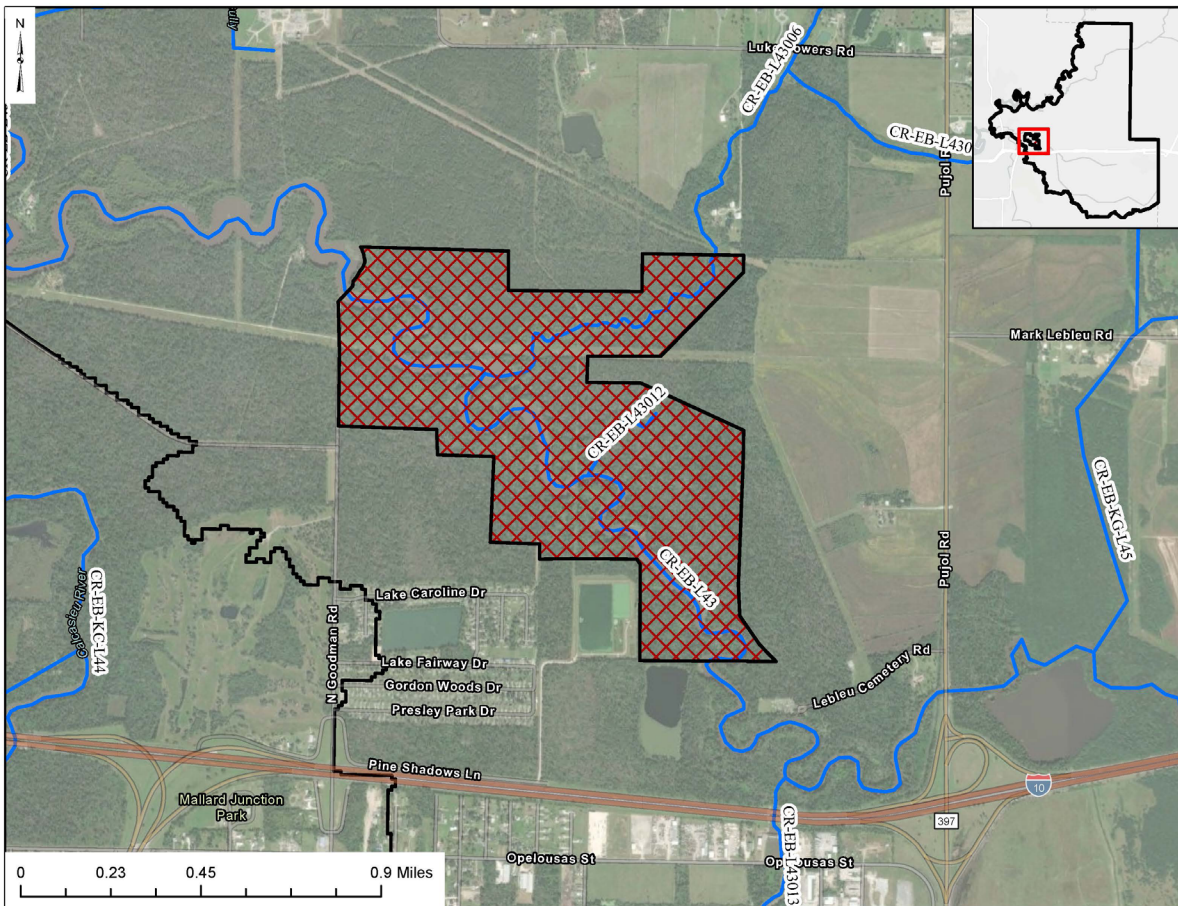 N
ully
Luke Powers Rd
CR-EB-L43006
CR-EB-L430
Pujol R
Mark Lebleu Rd
CR-EB-L43012
CR-EB-KG-L45
CR-EB-L43
Pujol Rd
Calcasieu River
CR-EB-KC-L44
Lake Caroline Dr
N Goodman Rd
Lake Fairway Dr
Gordon Woods Dr
Presley Park Dr
Lebleu Cemetery Rd
Pine Shadows Ln
10
Mallard Junction
Park
397
Opelousas St
Opelousas St
CR-EB-L43013
0 0.23 0.45 0.9 Miles